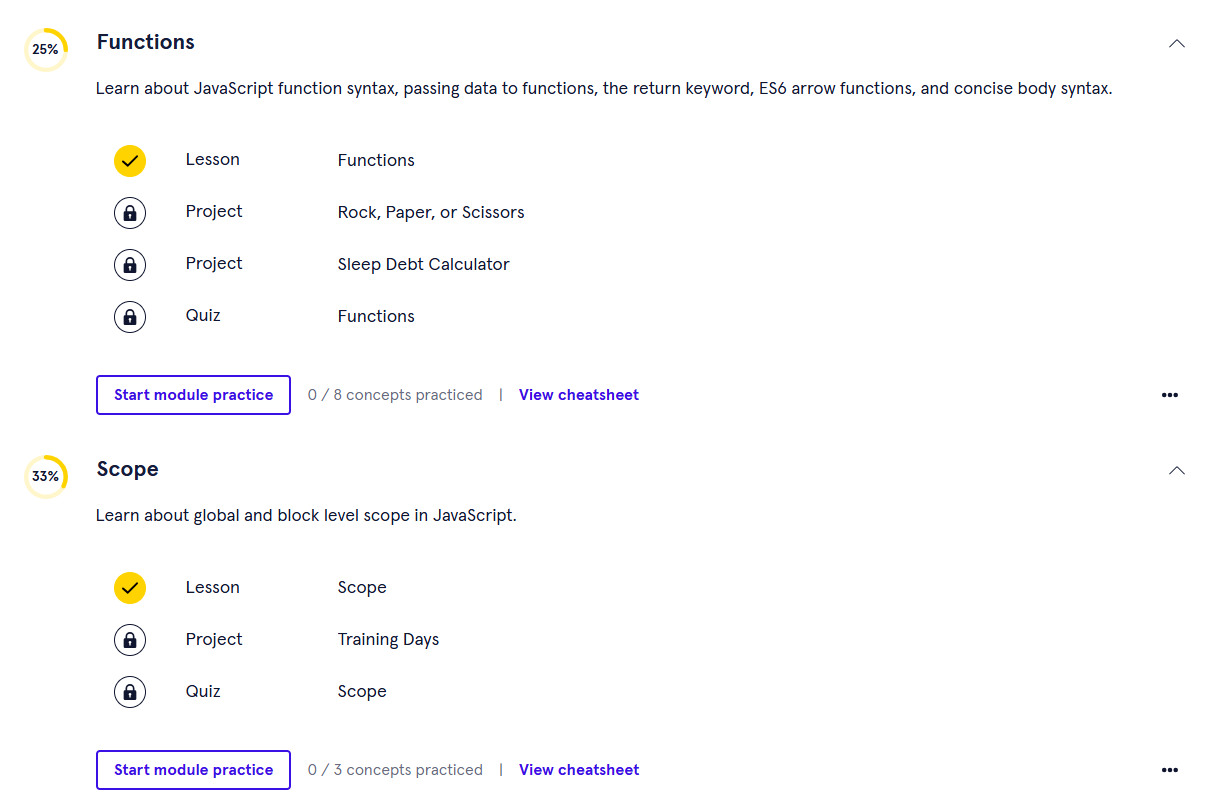 25%
Functions
Learn about JavaScript function syntax, passing data to functions, the return keyword, ES6 arrow functions, and concise body syntax.
Lesson Functions
Project Rock, Paper, or Scissors
Project Sleep Debt Calculator
Quiz Functions
Start module practice 0 / 8 concepts practiced | View cheatsheet
33%
Scope
Learn about global and block level scope in JavaScript.
Lesson Scope
Project Training Days
Quiz Scope
Start module practice 0 / 3 concepts practiced | View cheatsheet